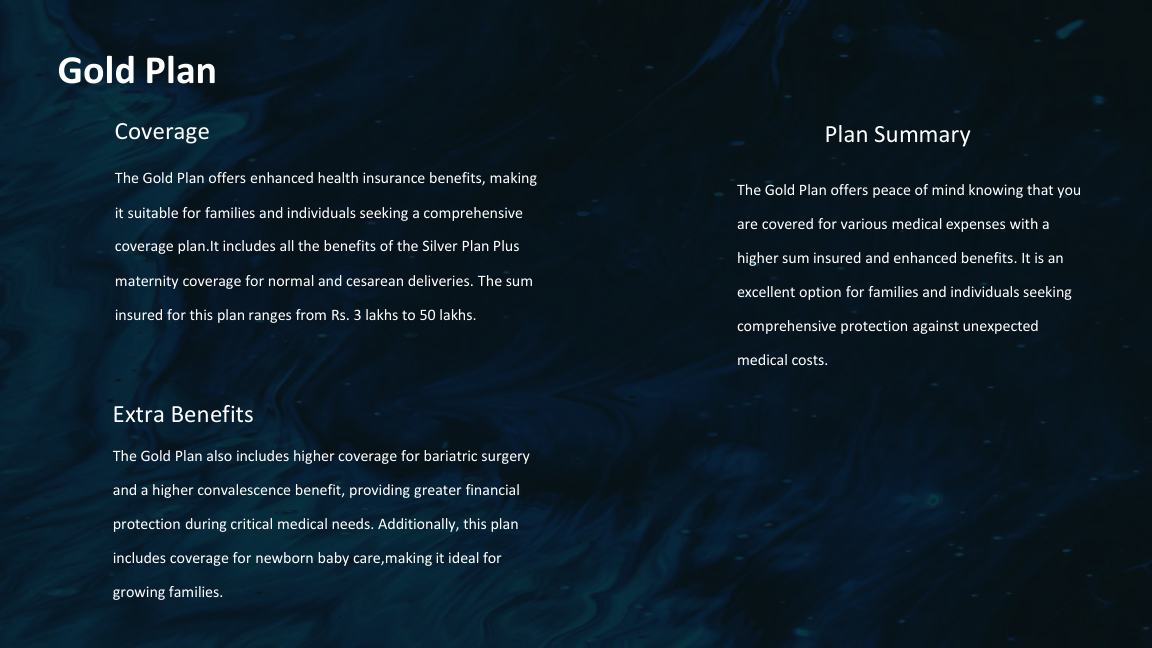 Gold Plan
Coverage
The Gold Plan offers enhanced health insurance benefits, making
it suitable for families and individuals seeking a comprehensive
coverage plan.It includes all the benefits of the Silver Plan Plus
maternity coverage for normal and cesarean deliveries. The sum
insured for this plan ranges from Rs. 3 lakhs to 50 lakhs.
Extra Benefits
The Gold Plan also includes higher coverage for bariatric surgery
and a higher convalescence benefit, providing greater financial
protection during critical medical needs. Additionally, this plan
includes coverage for newborn baby care,making it ideal for
growing families.
Plan Summary
The Gold Plan offers peace of mind knowing that you
are covered for various medical expenses with a
higher sum insured and enhanced benefits. It is an
excellent option for families and individuals seeking
comprehensive protection against unexpected
medical costs.